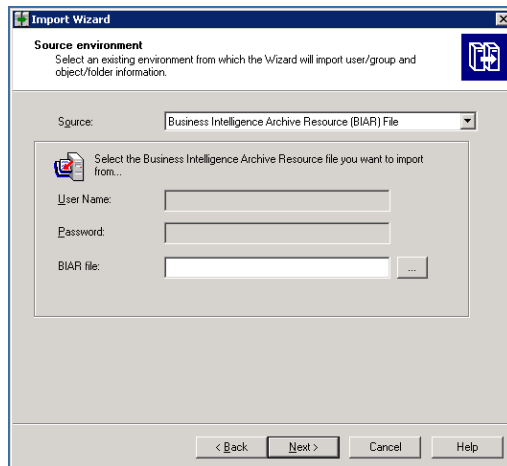 Import Wizard
Source environment
Select an existing environment from which the Wizard will import user/group and
object/folder information.
Source:
Business Intelligence Archive Resource (BIAR) File
Select the Business Intelligence Archive Resource file you want to import
from...
User Name:
Password:
BIAR file:
...
< Back Next > Cancel Help